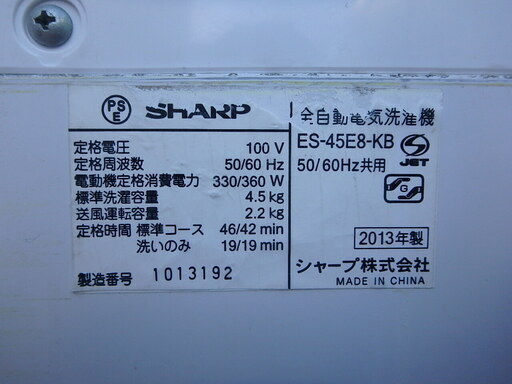 PS
E
SHARP
定格電圧 100 V
定格周波数 50/60 Hz
電動機定格消費電力 330/360 W
標準洗濯容量 4.5 kg
送風運転容量 2.2 kg
定格時間 標準コース 46/42 min
洗いのみ 19/19 min
製造番号 1013192
全自動電気洗濯機
ES-45E8-KB
50/60Hz共用
S
JET
G
2013年製
シャープ株式会社
MADE IN CHINA